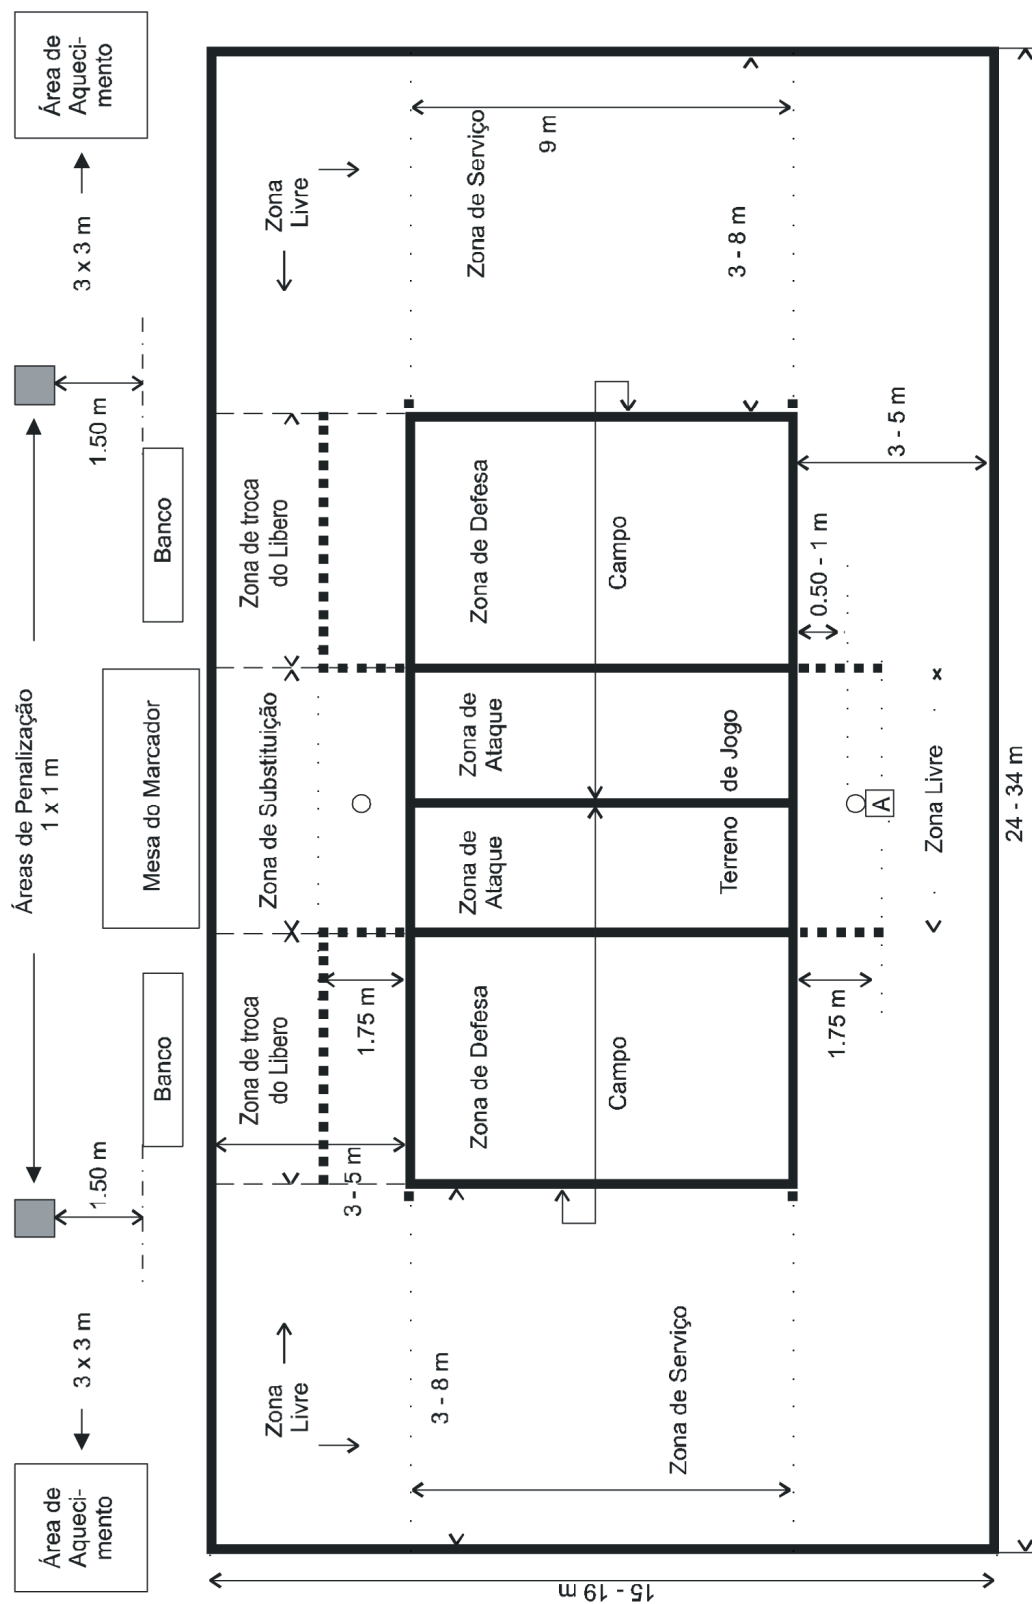 Áreas de Penalização
1 x 1 m
Área de
Aqueci-
mento
3 x 3 m
1.50 m
1.50 m
3 x 3 m
Área de
Aqueci-
mento
Banco
Mesa do Marcador
Banco
Zona
Livre
Zona de troca
do Libero
Zona de Substituição
Zona de troca
do Libero
Zona
Livre
3 - 5 m
1.75 m
3 - 8 m
Zona de Defesa
Zona de
Ataque
Zona de
Ataque
Zona de Defesa
Zona de Serviço
9 m
Campo
Campo
Zona de Serviço
Terreno de Jogo
3 - 8 m
1.75 m
0.50 - 1 m
A
3 - 5 m
Zona Livre
24 - 34 m
15 - 19 m